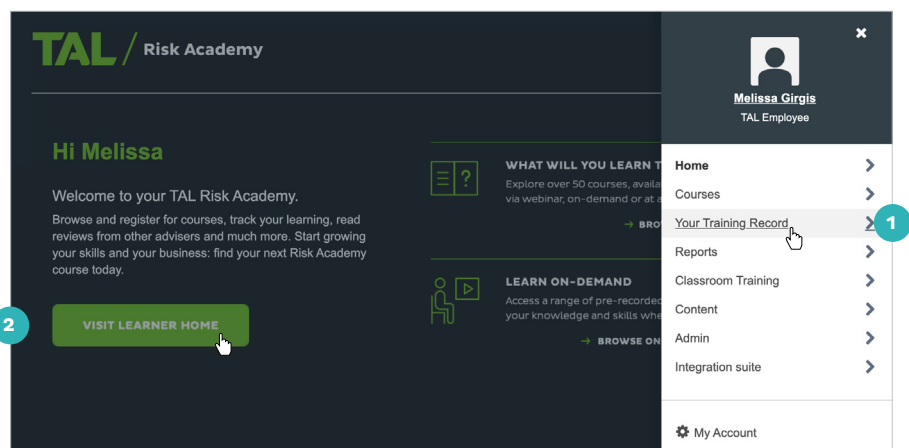 TAL / Risk Academy
Hi Melissa
Welcome to your TAL Risk Academy.
Browse and register for courses, track your learning, read
reviews from other advisers and much more. Start growing
your skills and your business: find your next Risk Academy
course today.
2
VISIT LEARNER HOME
?
WHAT WILL YOU LEARN T
Explore over 50 courses, availa
via webinar, on-demand or at a
→ BRO
LEARN ON-DEMAND
Access a range of pre-recorded
your knowledge and skills whe
→ BROWSE ON
Melissa Girgis
TAL Employee
Home
Courses
Your Training Record
1
Reports
Classroom Training
Content
Admin
Integration suite
My Account